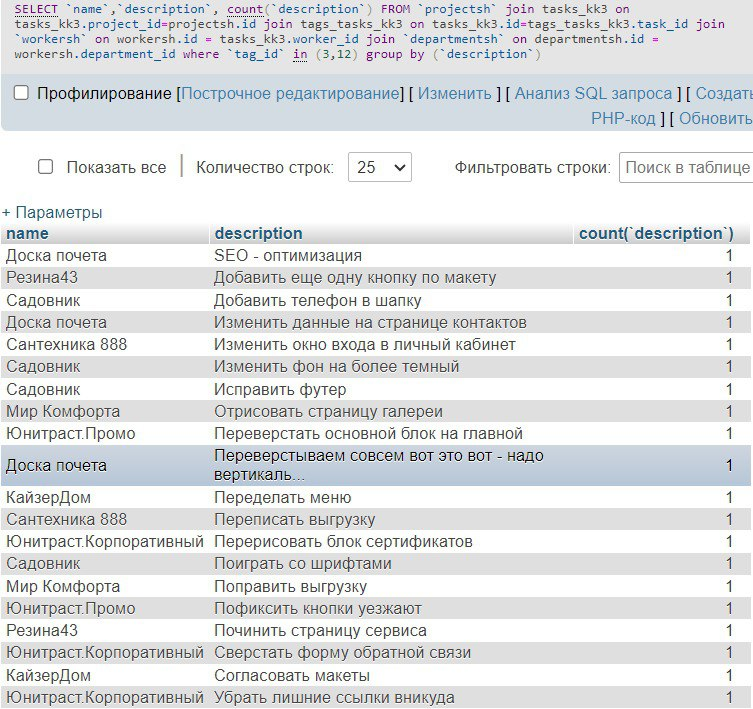 SELECT `name`,`description`, count(`description`) FROM `projectsh` join tasks_kk3 on
tasks_kk3.project_id=projectsh.id join tags_tasks_kk3 on tasks_kk3.id=tags_tasks_kk3.task_id join
`workersh` on workersh.id = tasks_kk3.worker_id join `departmentsh` on departmentsh.id =
workersh.department_id where `tag_id` in (3,12) group by (`description`)
Профилирование [Построчное редактирование] [ Изменить ] [ Анализ SQL запроса ] [ Создать
PHP-код ] [ Обновить
Показать все | Количество строк: 25 Фильтровать строки: Поиск в таблице
+ Параметры
name description count(`description`)
Доска почета SEO - оптимизация 1
Резина43 Добавить еще одну кнопку по макету 1
Садовник Добавить телефон в шапку 1
Доска почета Изменить данные на странице контактов 1
Сантехника 888 Изменить окно входа в личный кабинет 1
Садовник Изменить фон на более темный 1
Садовник Исправить футер 1
Мир Комфорта Отрисовать страницу галереи 1
Юнитраст.Промо Переверстать основной блок на главной 1
Доска почета Переверстываем совсем вот это вот - надо
вертикаль... 1
КайзерДом Переделать меню 1
Сантехника 888 Переписать выгрузку 1
Юнитраст.Корпоративный Перерисовать блок сертификатов 1
Садовник Поиграть со шрифтами 1
Мир Комфорта Поправить выгрузку 1
Юнитраст.Промо Пофиксить кнопки уезжают 1
Резина43 Починить страницу сервиса 1
Юнитраст.Корпоративный Сверстать форму обратной связи 1
КайзерДом Согласовать макеты 1
Юнитраст.Корпоративный Убрать лишние ссылки вникуда 1